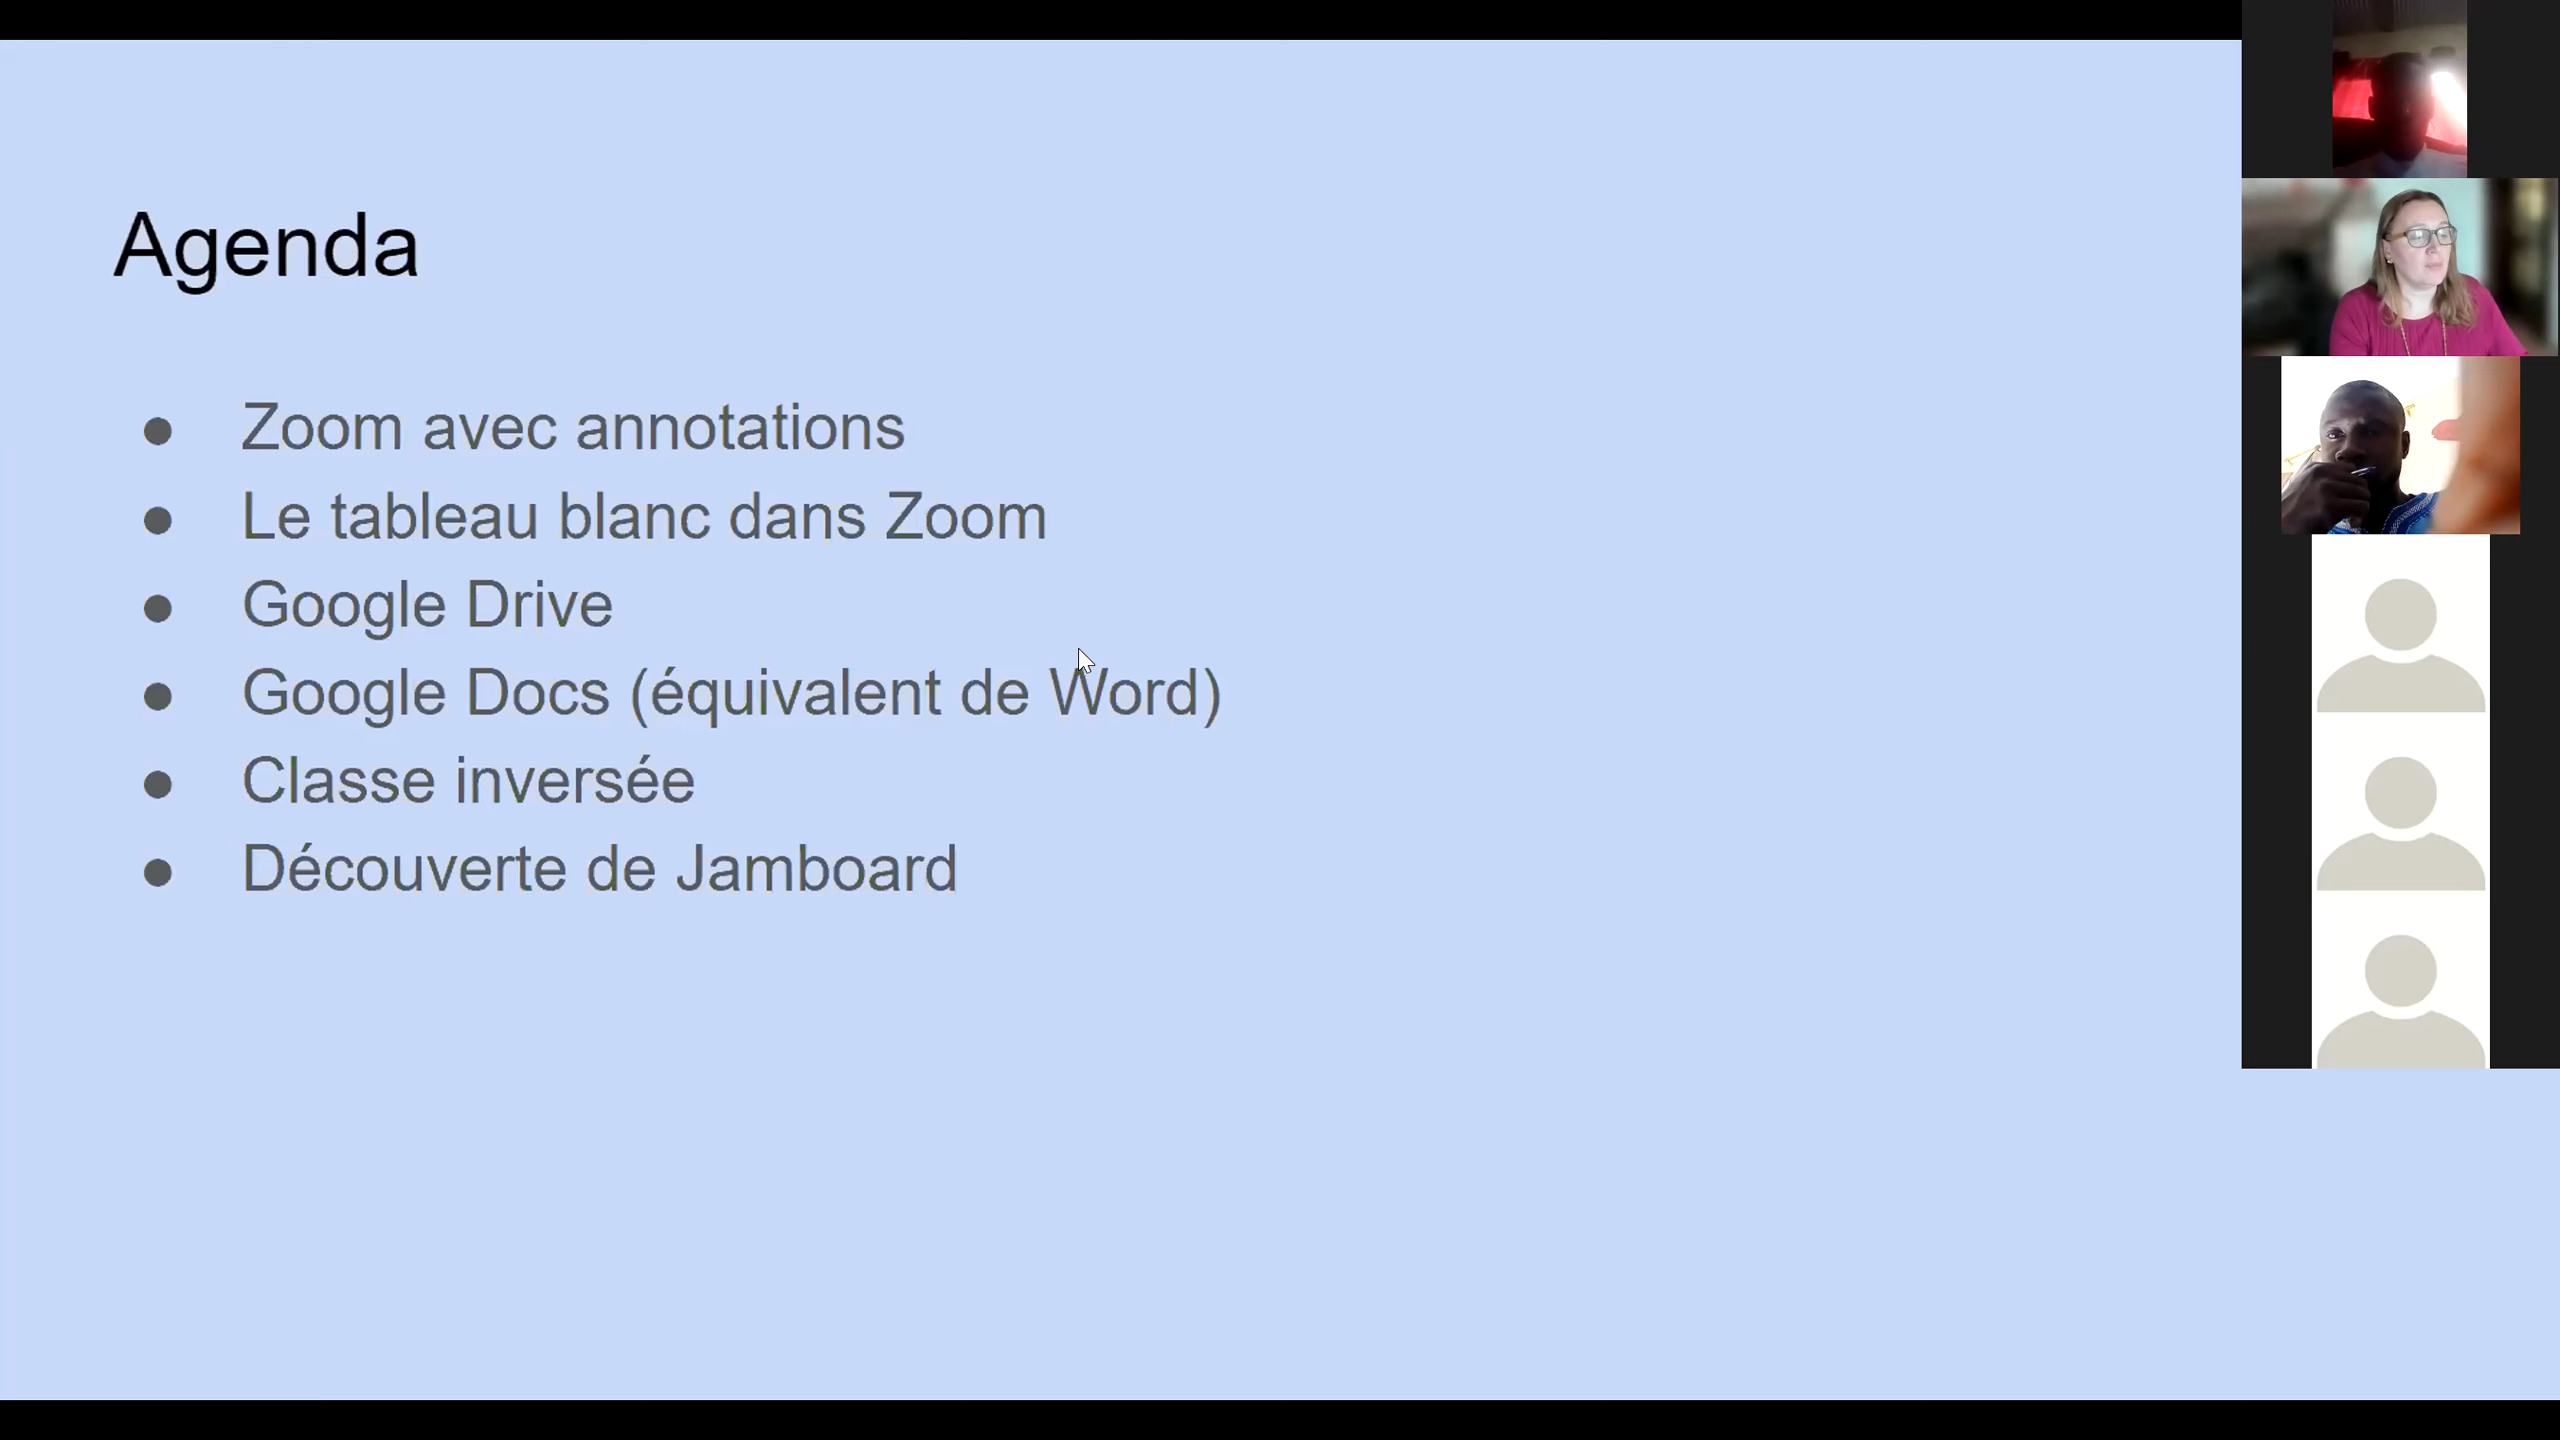 Agenda
● Zoom avec annotations
● Le tableau blanc dans Zoom
● Google Drive
● Google Docs (équivalent de Word)
● Classe inversée
● Découverte de Jamboard